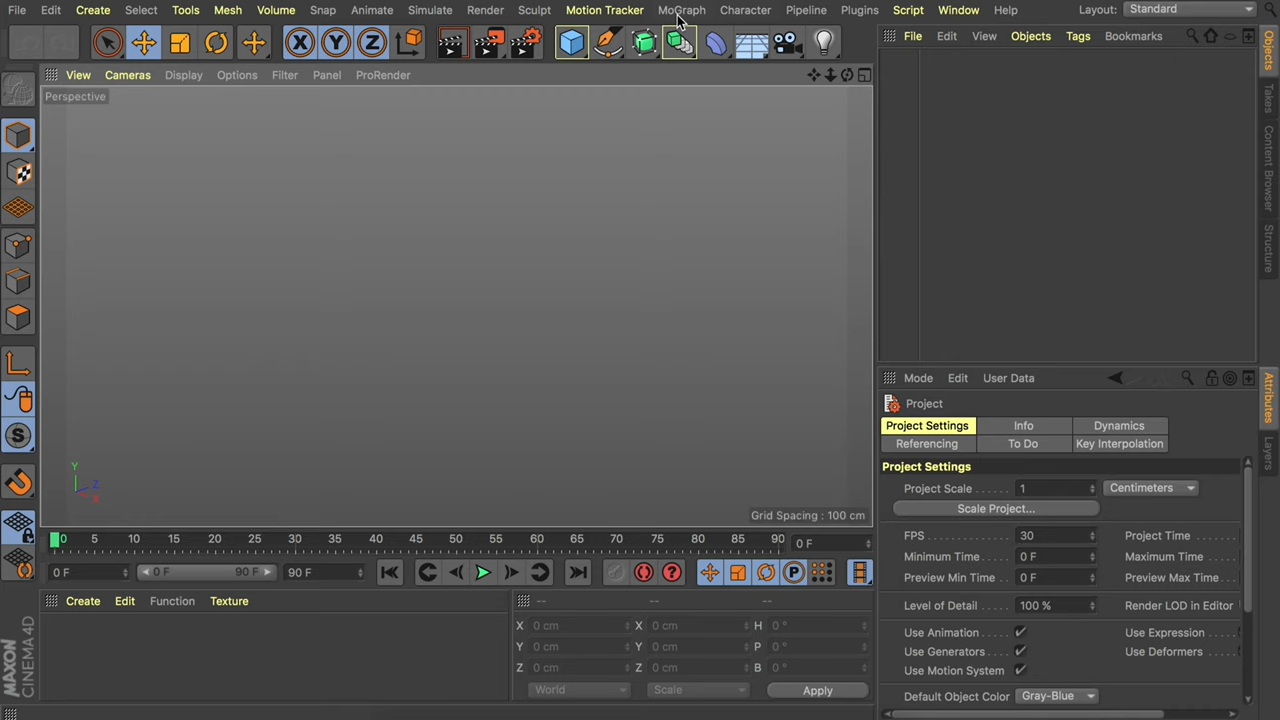 File Edit Create Select Tools Mesh Volume Snap Animate Simulate Render Sculpt Motion Tracker MoGraph Character Pipeline Plugins Script Window Help Layout: Standard
X Y Z
File Edit View Objects Tags Bookmarks
View Cameras Display Options Filter Panel ProRender
Perspective
Y
Z
X
Grid Spacing : 100 cm
Objects
Takes
Content Browser
Structure
Mode Edit User Data
Project
Project Settings Info Dynamics
Referencing To Do Key Interpolation
Project Settings
Project Scale 1 Centimeters
Scale Project...
FPS 30 Project Time
Minimum Time 0 F Maximum Time
Preview Min Time 0 F Preview Max Time
Level of Detail 100 % Render LOD in Editor
Use Animation Use Expression
Use Generators Use Deformers
Use Motion System
Default Object Color Gray-Blue
Attributes
Layers
0 5 10 15 20 25 30 35 40 45 50 55 60 65 70 75 80 85 90 0 F
0 F 0 F 90 F 90 F
P
S
Create Edit Function Texture
-- -- --
X 0 cm X 0 cm H 0 °
Y 0 cm Y 0 cm P 0 °
Z 0 cm Z 0 cm B 0 °
World Scale Apply
MAXON
CINEMA 4D